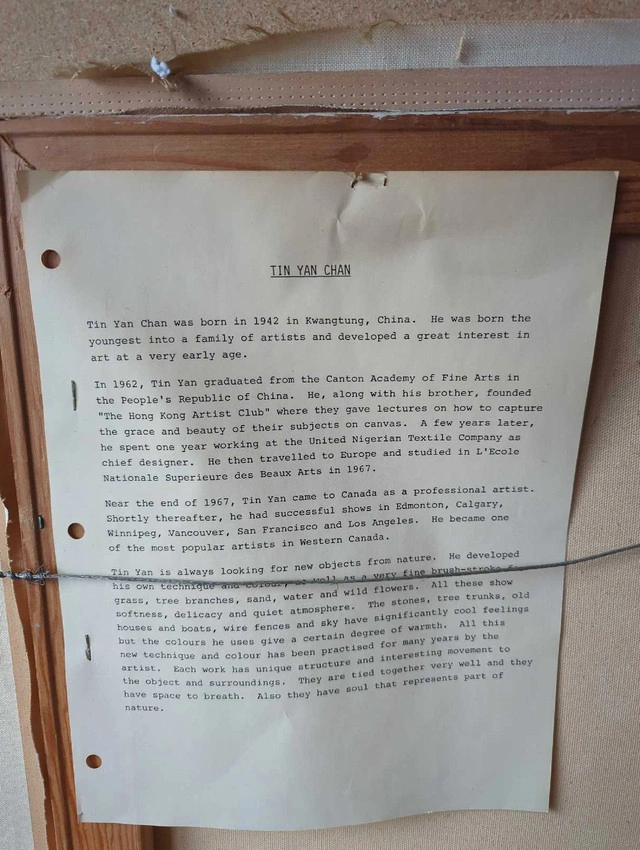 TIN YAN CHAN
Tin Yan Chan was born in 1942 in Kwangtung, China. He was born the
youngest into a family of artists and developed a great interest in
art at a very early age.
In 1962, Tin Yan graduated from the Canton Academy of Fine Arts in
the People's Republic of China. He, along with his brother, founded
"The Hong Kong Artist Club" where they gave lectures on how to capture
the grace and beauty of their subjects on canvas. A few years later,
he spent one year working at the United Nigerian Textile Company as
chief designer. He then travelled to Europe and studied in L'Ecole
Nationale Superieure des Beaux Arts in 1967.
Near the end of 1967, Tin Yan came to Canada as a professional artist.
Shortly thereafter, he had successful shows in Edmonton, Calgary,
Winnipeg, Vancouver, San Francisco and Los Angeles. He became one
of the most popular artists in Western Canada.
Tin Yan is always looking for new objects from nature. He developed
his own technique and colour, as well as a very fine brush-stroke for
grass, tree branches, sand, water and wild flowers. All these show
softness, delicacy and quiet atmosphere. The stones, tree trunks, old
houses and boats, wire fences and sky have significantly cool feelings
but the colours he uses give a certain degree of warmth. All this
new technique and colour has been practised for many years by the
artist. Each work has unique structure and interesting movement to
the object and surroundings. They are tied together very well and they
have space to breath. Also they have soul that represents part of
nature.